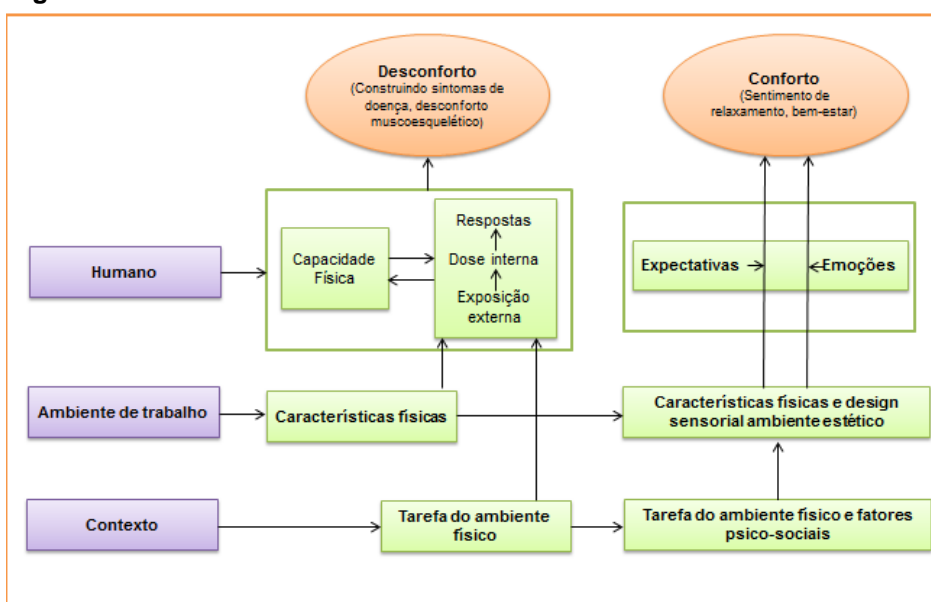 Desconforto
(Construindo sintomas de
doença, desconforto
muscoesquelético)
Conforto
(Sentimento de
relaxamento, bem-estar)
Humano
Capacidade
Física
Respostas
Dose interna
Exposição
externa
Expectativas
Emoções
Ambiente de trabalho
Características físicas
Características físicas e design
sensorial ambiente estético
Contexto
Tarefa do ambiente
físico
Tarefa do ambiente físico e fatores
psico-sociais